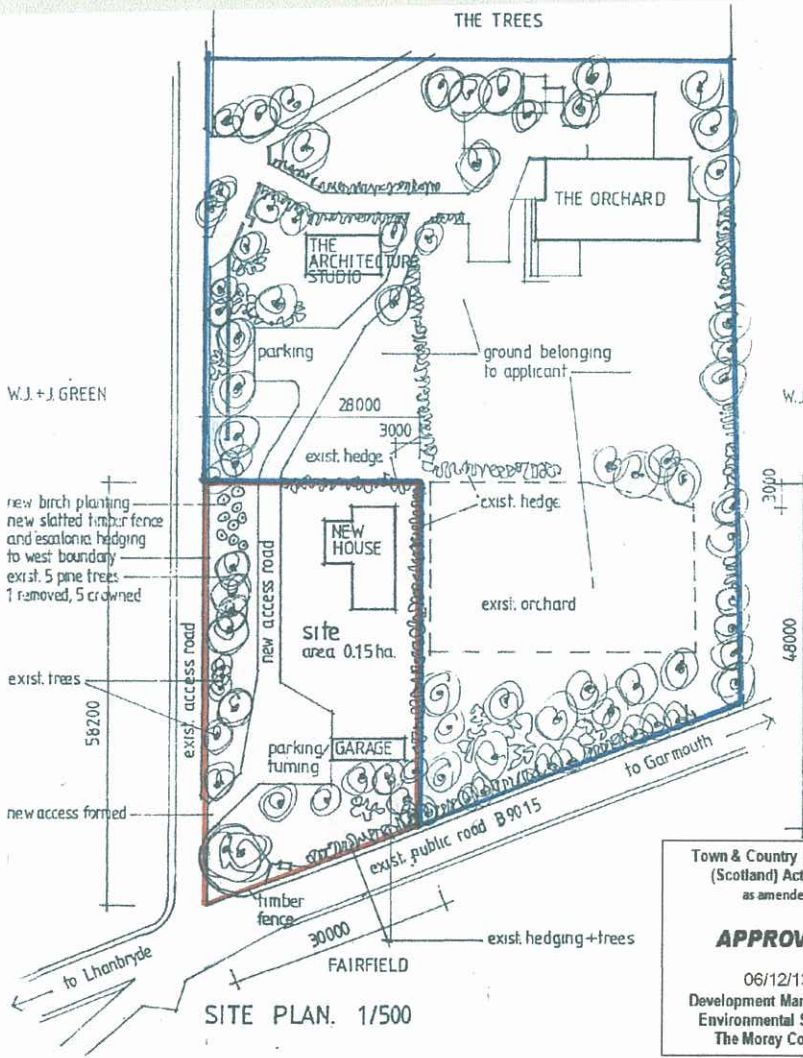 THE TREES
THE ORCHARD
THE
ARCHITECTURE
STUDIO
parking
ground belonging
to applicant
W.J.+J. GREEN
W.J.
28000
3000
exist. hedge
exist. hedge
3000
new birch planting
new slatted timber fence
and escalonia hedging
to west boundary
exist. 5 pine trees
1 removed, 5 crowned
NEW
HOUSE
new access road
site
area 0.15 ha.
exist. orchard
exist. access road
exist. trees
58200
48000
parking/
turning
GARAGE
to Garmouth
new access formed
exist. public road B9015
timber
fence
30000
exist. hedging+trees
FAIRFIELD
to Lhanbryde
SITE PLAN. 1/500
Town & Country
(Scotland) Act
as amende
APPROV
06/12/13
Development Mar
Environmental S
The Moray Co